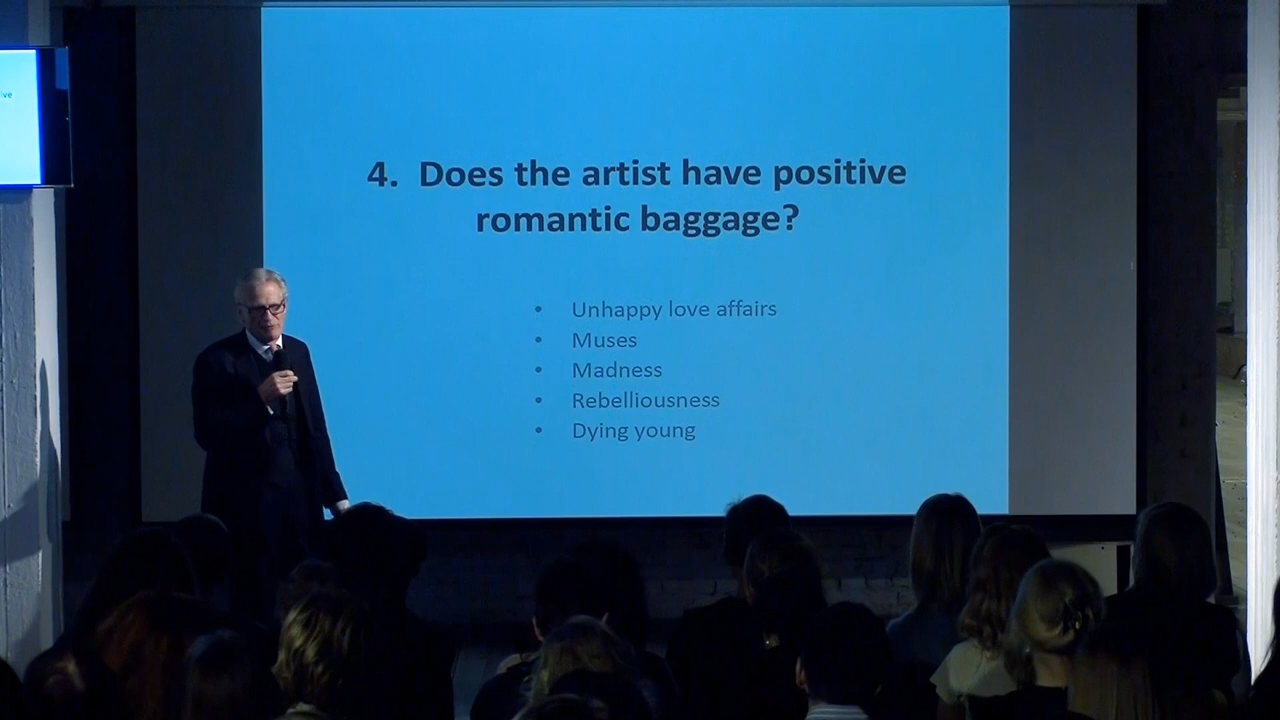 4. Does the artist have positive
romantic baggage?
• Unhappy love affairs
• Muses
• Madness
• Rebelliousness
• Dying young